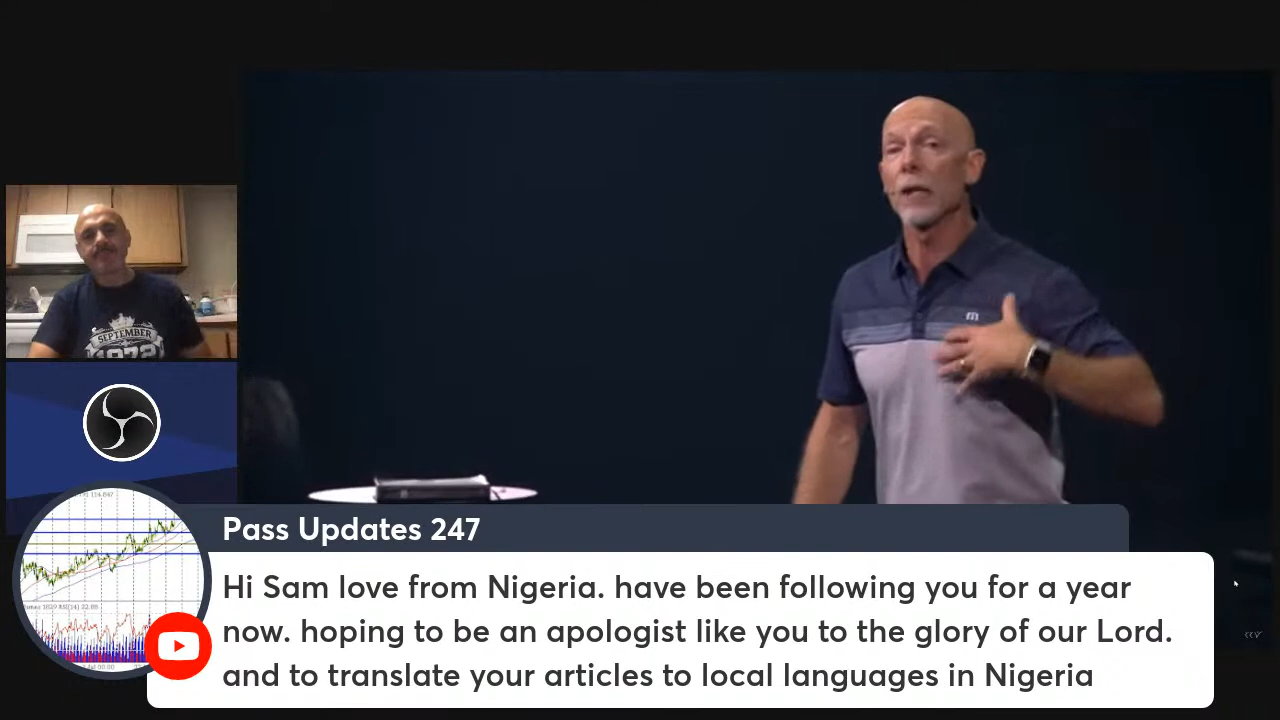 SEPTEMBER
1972
Pass Updates 247
Hi Sam love from Nigeria. have been following you for a year
now. hoping to be an apologist like you to the glory of our Lord.
and to translate your articles to local languages in Nigeria